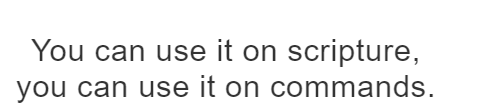 You can use it on scripture,
you can use it on commands.